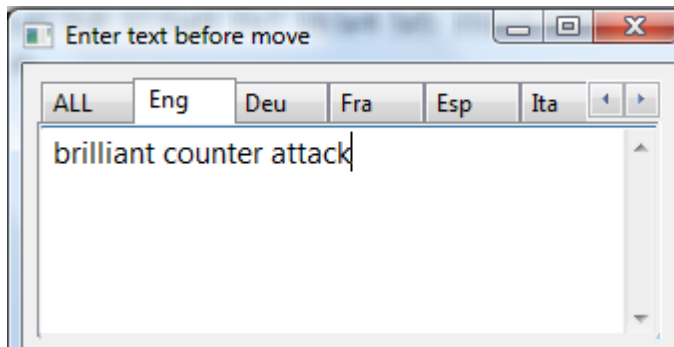 Enter text before move
ALL Eng Deu Fra Esp Ita
brilliant counter attack